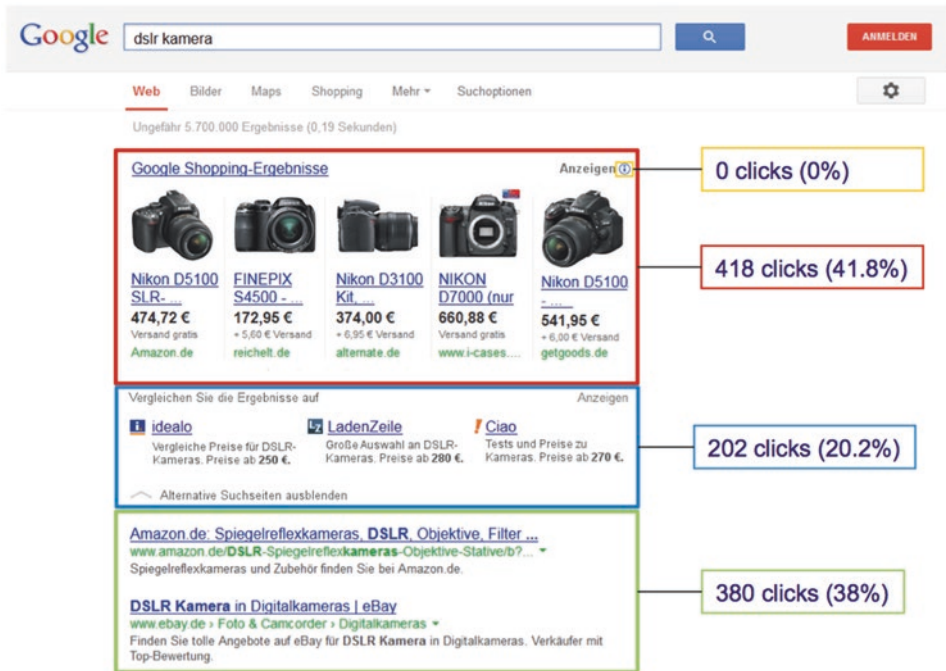 Google dslr kamera ANMELDEN
Web Bilder Maps Shopping Mehr Suchoptionen
Ungefähr 5.700.000 Ergebnisse (0,19 Sekunden)
Google Shopping-Ergebnisse Anzeigen
0 clicks (0%)
Nikon D5100 SLR- ...
474,72 €
Versand gratis
Amazon.de
FINEPIX S4500 - ...
172,95 €
+ 5,60 € Versand
reichelt.de
Nikon D3100 Kit, ...
374,00 €
+ 6,95 € Versand
alternate.de
NIKON D7000 (nur
660,88 €
Versand gratis
www.i-cases....
Nikon D5100 - ...
541,95 €
+ 6,00 € Versand
getgoods.de
418 clicks (41.8%)
Vergleichen Sie die Ergebnisse auf Anzeigen
idealo
Vergleiche Preise für DSLR-
Kameras. Preise ab 250 €.
LadenZeile
Große Auswahl an DSLR-
Kameras. Preise ab 280 €.
Ciao
Tests und Preise zu
Kameras. Preise ab 270 €.
Alternative Suchseiten ausblenden
202 clicks (20.2%)
Amazon.de: Spiegelreflexkameras, DSLR, Objektive, Filter ...
www.amazon.de/DSLR-Spiegelreflexkameras-Objektive-Stative/b?...
Spiegelreflexkameras und Zubehör finden Sie bei Amazon.de.
DSLR Kamera in Digitalkameras | eBay
www.ebay.de › Foto & Camcorder › Digitalkameras
Finden Sie tolle Angebote auf eBay für DSLR Kamera in Digitalkameras. Verkäufer mit
Top-Bewertung.
380 clicks (38%)